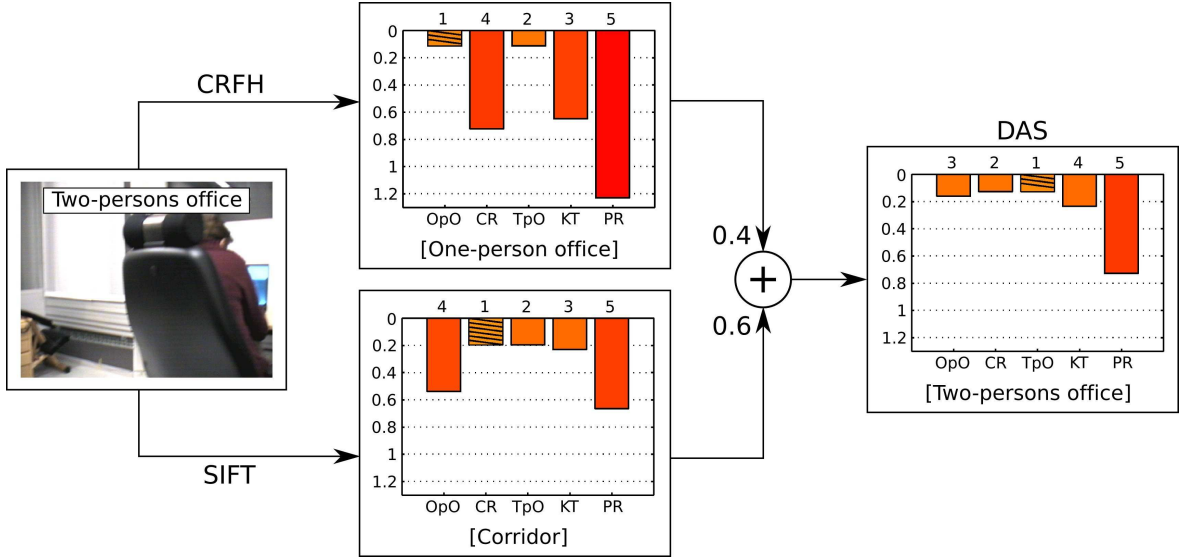 CRFH
1 4 2 3 5
0
0.2
0.4
0.6
0.8
1
1.2
OpO CR TpO KT PR
[One-person office]
Two-persons office
SIFT
4 1 2 3 5
0
0.2
0.4
0.6
0.8
1
1.2
OpO CR TpO KT PR
[Corridor]
0.4
+
0.6
DAS
3 2 1 4 5
0
0.2
0.4
0.6
0.8
1
1.2
OpO CR TpO KT PR
[Two-persons office]